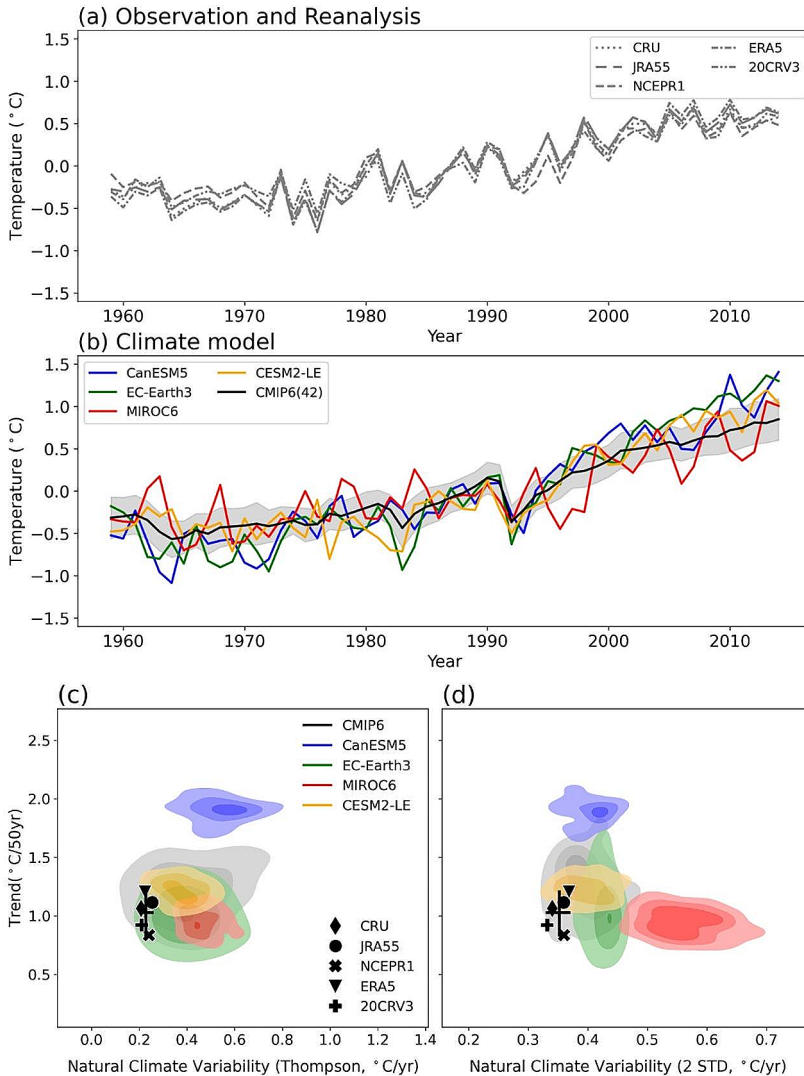 (a) Observation and Reanalysis
CRU
JRA55
NCEPR1
ERA5
20CRV3
1.5
1.0
0.5
0.0
−0.5
−1.0
−1.5
Temperature (°C)
1960 1970 1980 1990 2000 2010
Year
(b) Climate model
CanESM5
EC-Earth3
MIROC6
CESM2-LE
CMIP6(42)
1.5
1.0
0.5
0.0
−0.5
−1.0
−1.5
Temperature (°C)
1960 1970 1980 1990 2000 2010
Year
(c)
CMIP6
CanESM5
EC-Earth3
MIROC6
CESM2-LE
2.5
2.0
1.5
1.0
0.5
Trend(°C/50yr)
CRU
JRA55
NCEPR1
ERA5
20CRV3
0.0 0.2 0.4 0.6 0.8 1.0 1.2 1.4
Natural Climate Variability (Thompson, °C/yr)
(d)
0.2 0.3 0.4 0.5 0.6 0.7
Natural Climate Variability (2 STD, °C/yr)